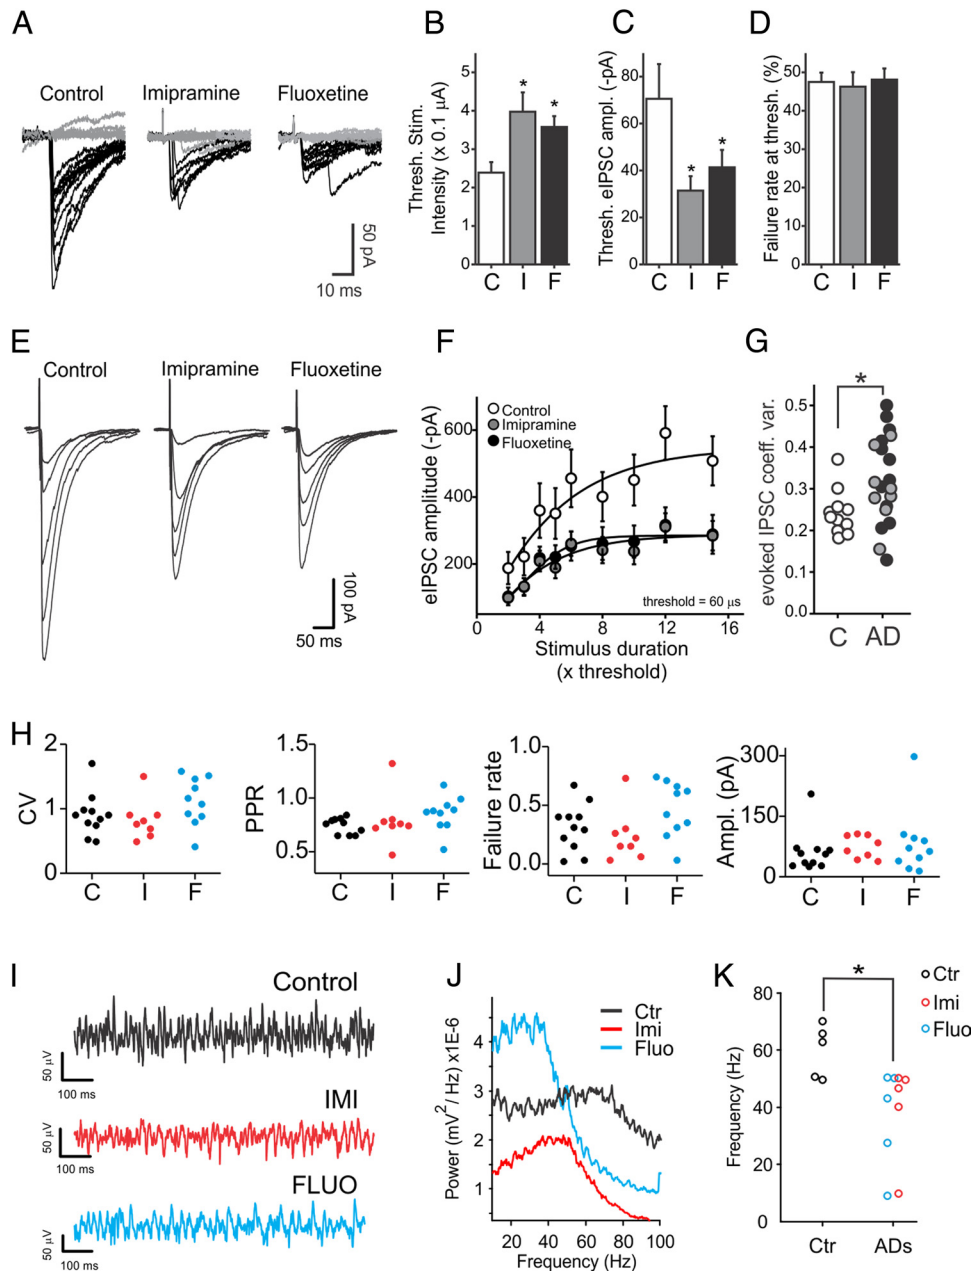 A
Control
Imipramine
Fluoxetine
50 pA
10 ms
B
Thresh. Stim.
Intensity (x 0.1 µA)
5
4
3
2
1
0
C I F
C
Thresh. eIPSC ampl. (-pA)
80
60
40
20
0
* *
C I F
D
Failure rate at thresh. (%)
50
40
30
20
10
0
C I F
E
Control
Imipramine
Fluoxetine
100 pA
50 ms
F
eIPSC amplitude (-pA)
600
400
200
Control
Imipramine
Fluoxetine
threshold = 60 µs
0 4 8 12 16
Stimulus duration
(x threshold)
G
*
evoked IPSC coeff. var.
0.5
0.4
0.3
0.2
0.1
0.0
C AD
H
CV
2
1
0
C I F
PPR
1.5
1.0
0.5
C I F
Failure rate
1.0
0.5
0.0
C I F
Ampl. (pA)
300
150
0
C I F
I
Control
50 µV
100 ms
IMI
50 µV
100 ms
FLUO
50 µV
100 ms
J
Power (mV2 / Hz) x1E-6
4
3
2
1
Ctr
Imi
Fluo
20 40 60 80 100
Frequency (Hz)
K
*
Ctr
Imi
Fluo
Frequency (Hz)
80
60
40
20
0
Ctr ADs